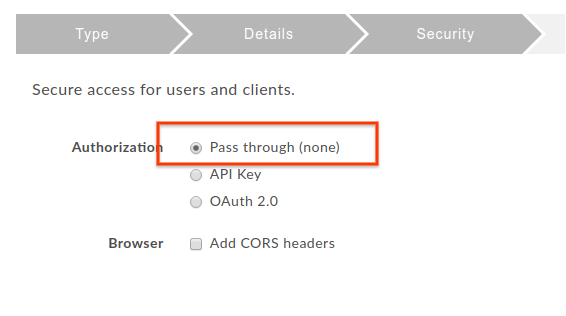 Type Details Security
Secure access for users and clients.
Authorization Pass through (none)
API Key
OAuth 2.0
Browser Add CORS headers